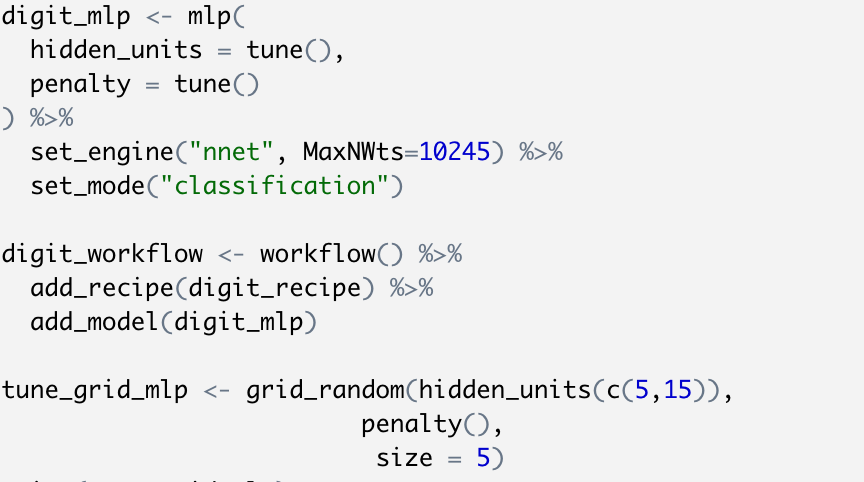 digit_mlp <- mlp(
  hidden_units = tune(),
  penalty = tune()
) %>%
  set_engine("nnet", MaxNWts=10245) %>%
  set_mode("classification")
digit_workflow <- workflow() %>%
  add_recipe(digit_recipe) %>%
  add_model(digit_mlp)
tune_grid_mlp <- grid_random(hidden_units(c(5,15)),
                         penalty(),
                          size = 5)